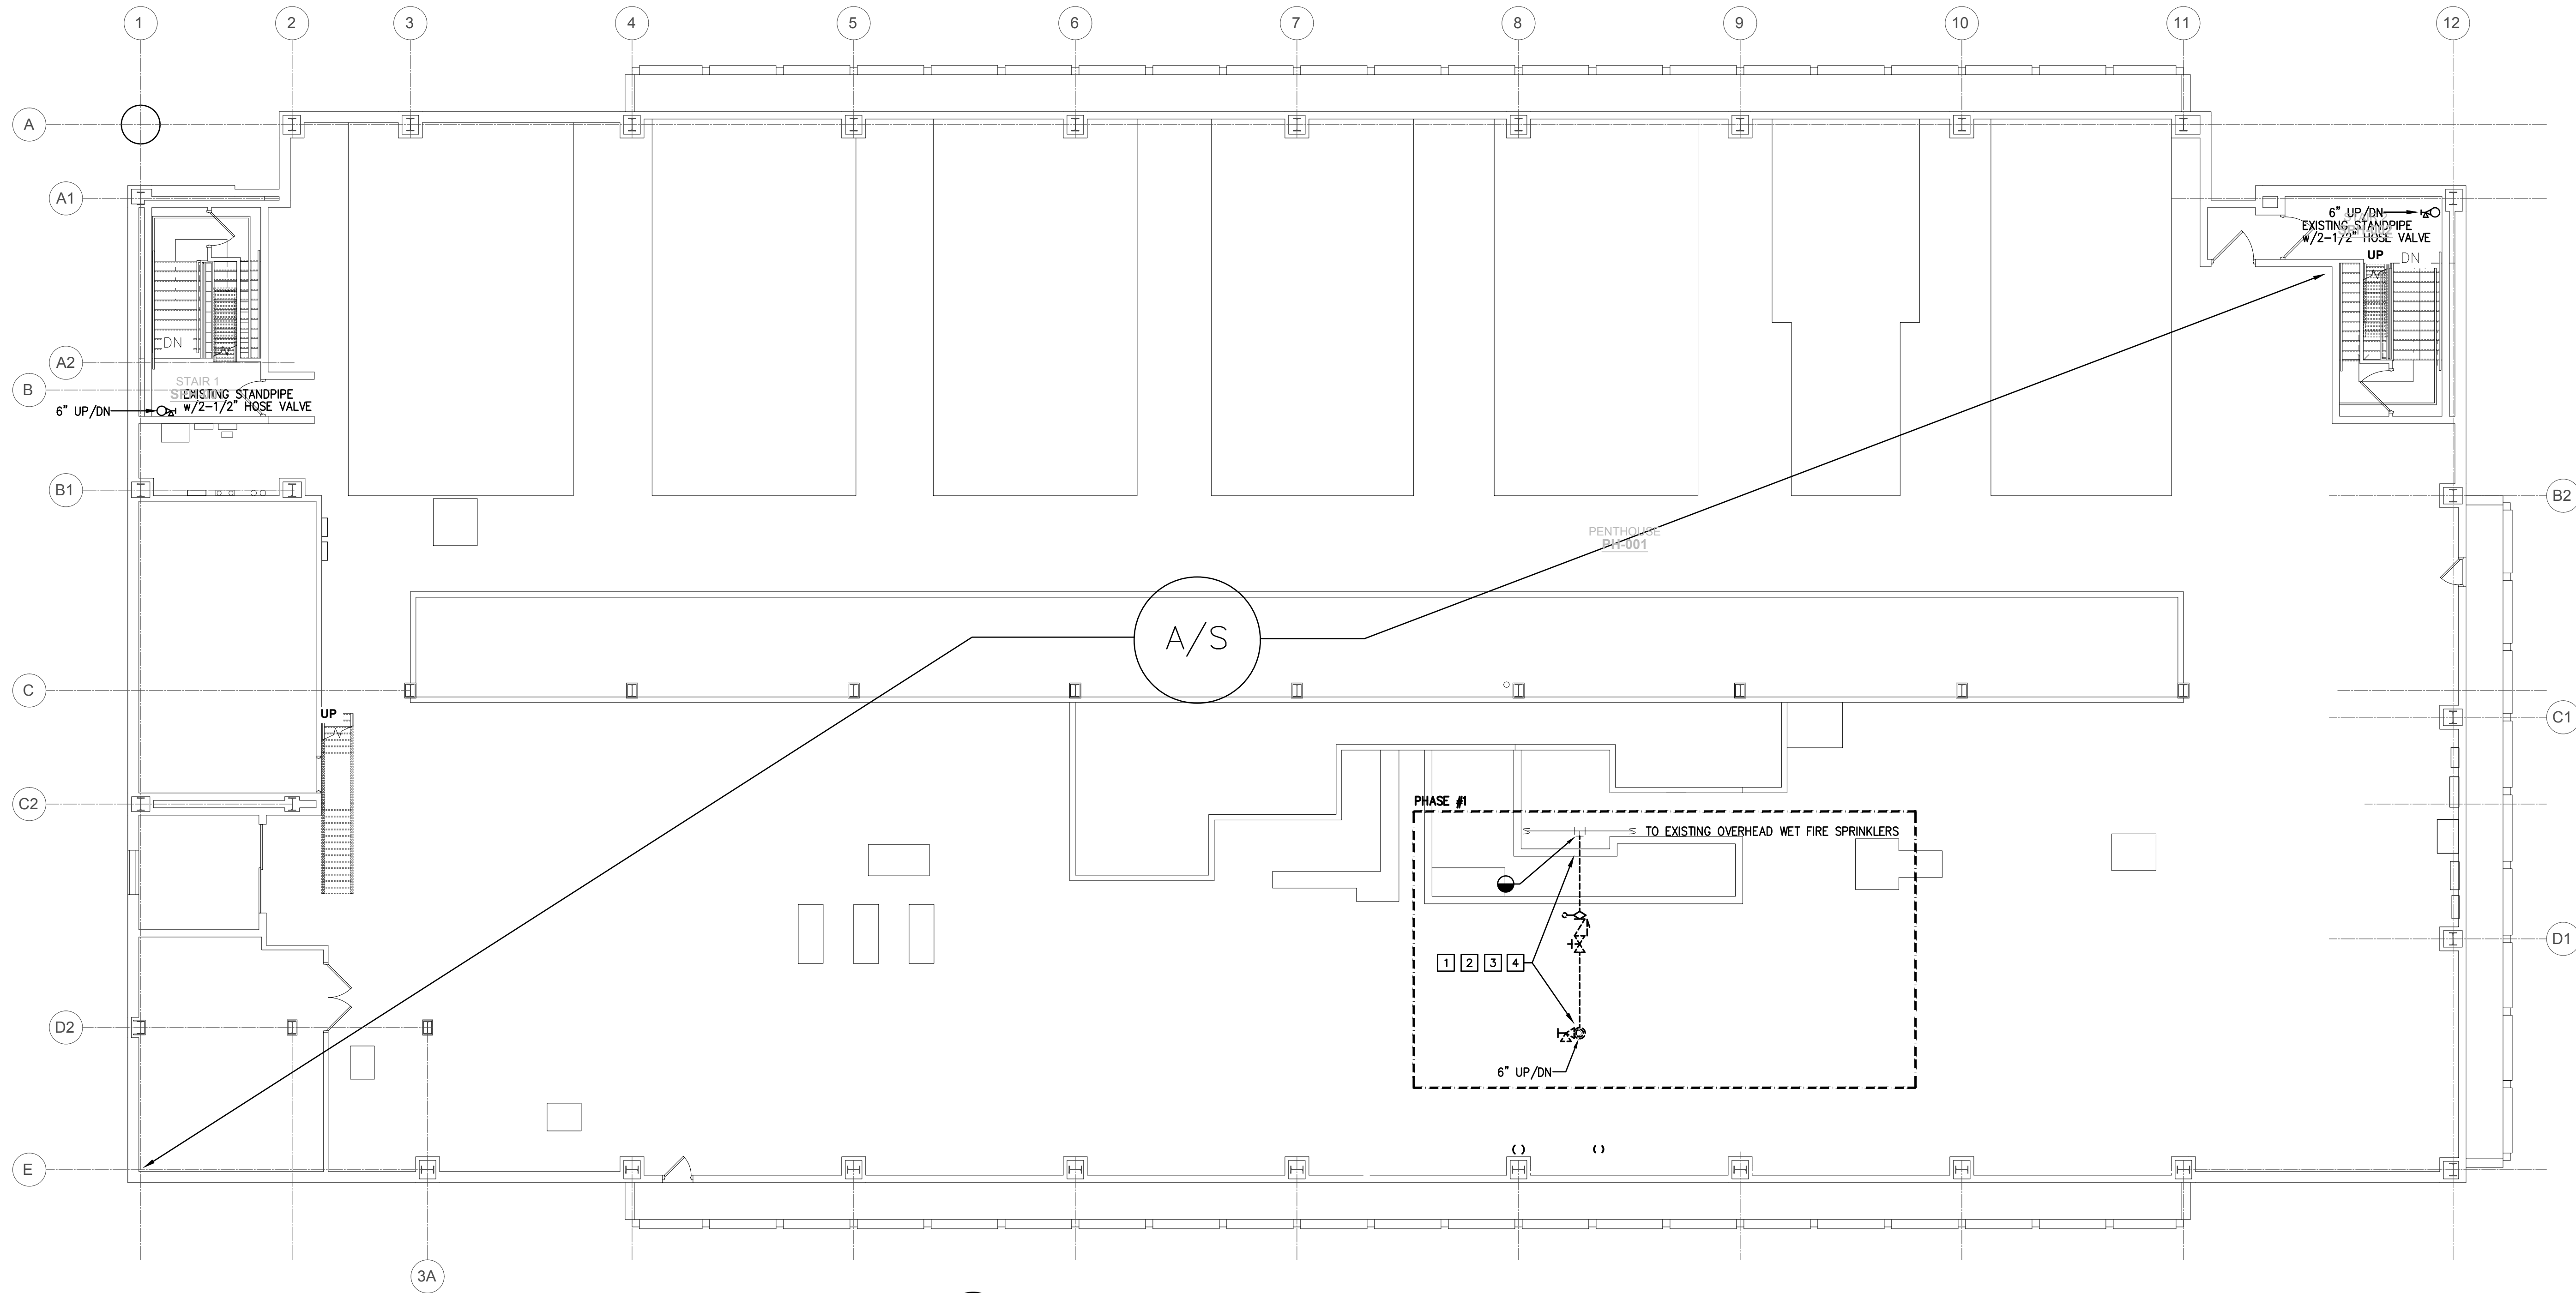 1 2 3 4 5 6 7 8 9 10 11 12
A
A1
6" UP/DN
EXISTING STANDPIPE
w/2-1/2" HOSE VALVE
UP
DN
DN
A2
STAIR 1
B
EXISTING STANDPIPE
w/2-1/2" HOSE VALVE
6" UP/DN
B1
B2
PENTHOUSE
PH-001
A/S
C
UP
C1
C2
PHASE #1
TO EXISTING OVERHEAD WET FIRE SPRINKLERS
D1
1 2 3 4
D2
6" UP/DN
E
3A